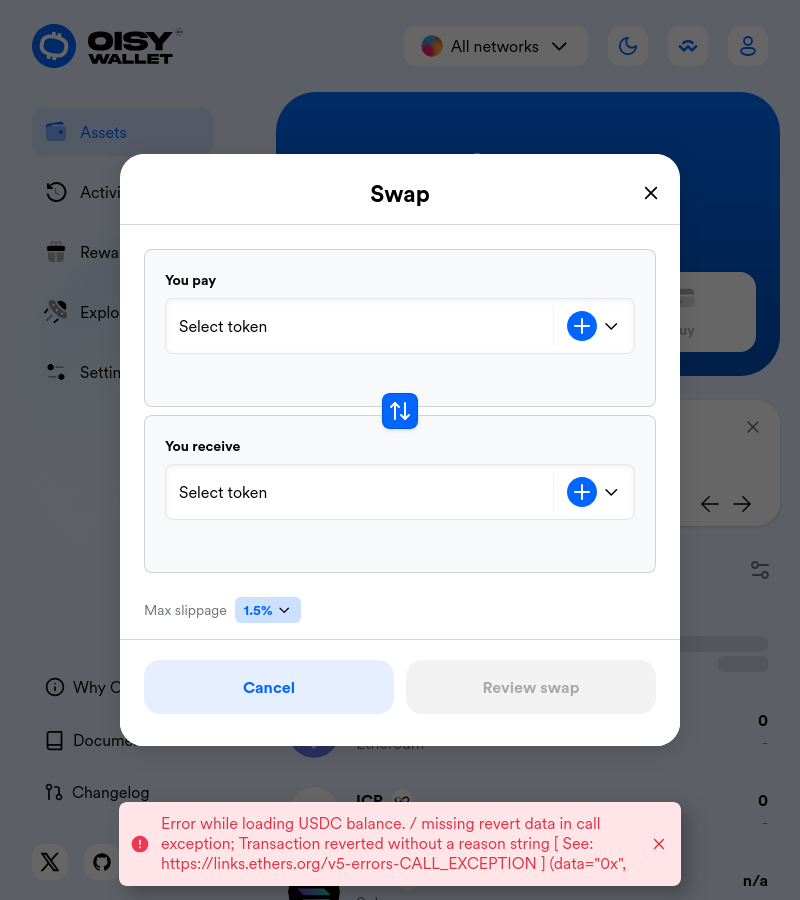 OISY
WALLET
All networks
Assets
Activi
Swap
Rewa
You pay
Explo
Select token
uy
Settin
You receive
Select token
Max slippage
1.5%
Cancel
Review swap
Why O
0
-
Docume
Ethereum
Changelog
ICP
0
-
Error while loading USDC balance. / missing revert data in call
exception; Transaction reverted without a reason string [ See:
https://links.ethers.org/v5-errors-CALL_EXCEPTION ] (data="0x",
n/a